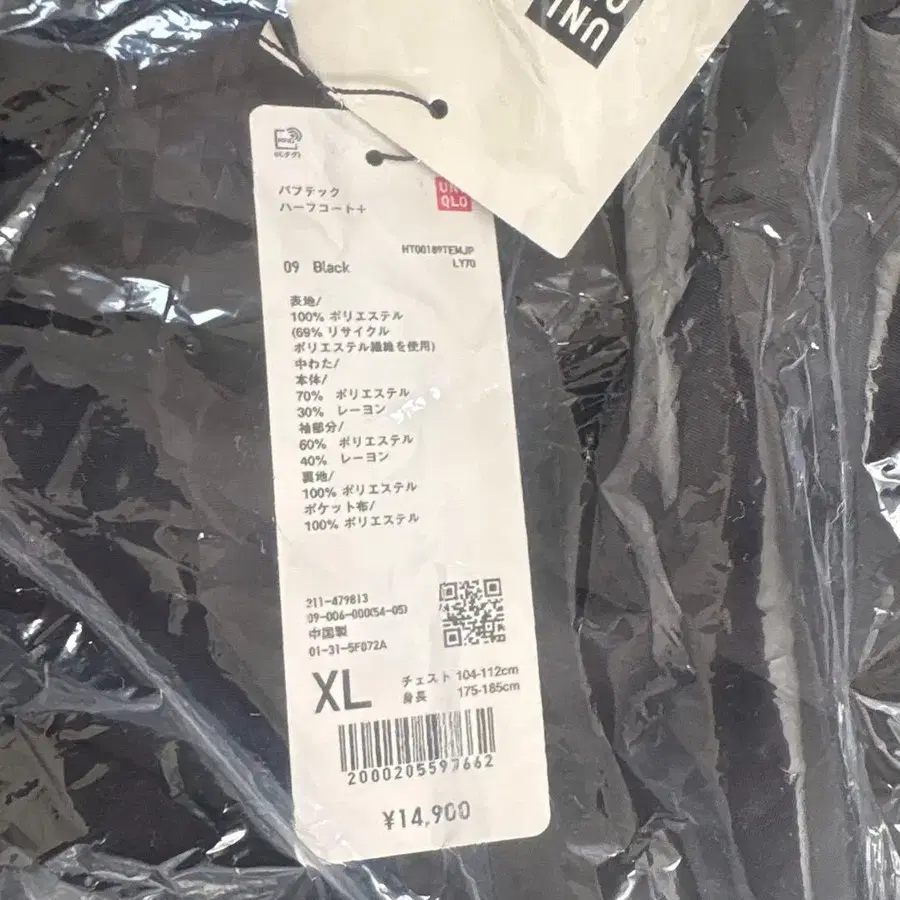 UNI
パフテック
ハーフコート+
UNI
QLO
HT00189TEMJP
09 Black
LY70
表地/
100% ポリエステル
(69% リサイクル
ポリエステル繊維を使用)
中わた/
本体/
70% ポリエステル
30% レーヨン
袖部分/
60% ポリエステル
40% レーヨン
裏地/
100% ポリエステル
ポケット布/
100% ポリエステル
211-479813
09-006-000(54-05)
中国製
01-31-5F072A
XL
チェスト 104-112cm
身長 175-185cm
2000205597662
¥14,900